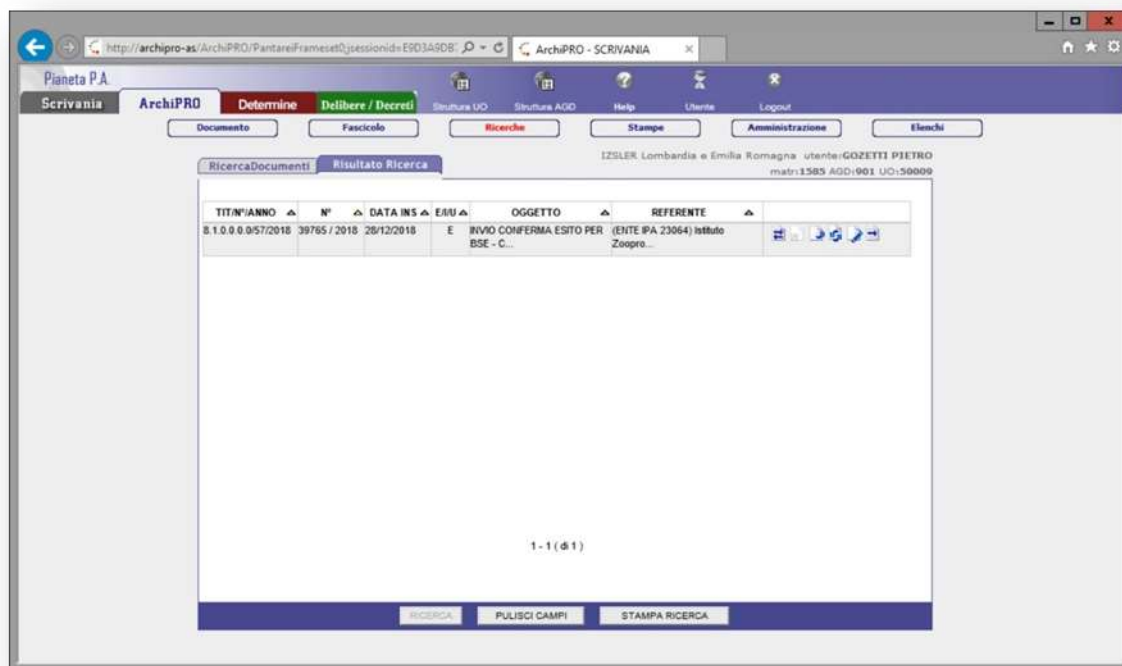 http://archipro-as/ArchiPRO/PantareiFrameset0;jsessionid=E9D3A9DB
ArchiPRO - SCRIVANIA
Pianeta P.A.
Scrivania ArchiPRO Determine Delibere / Decreti Struttura UO Struttura AGD Help Utente Logout
Documento Fascicolo Ricerche Stampe Amministrazione Elenchi
IZSLER Lombardia e Emilia Romagna utente:GOZETTI PIETRO
matr:1585 AGD:901 UO:50009
RicercaDocumenti Risultato Ricerca
TIT/N°/ANNO N° DATA INS E/I/U OGGETTO REFERENTE
8.1.0.0.0.0/57/2018 39765 / 2018 28/12/2018 E INVIO CONFERMA ESITO PER (ENTE IPA 23064) Istituto
BSE - C... Zoopro...
1 - 1 ( di 1 )
RICERCA PULISCI CAMPI STAMPA RICERCA